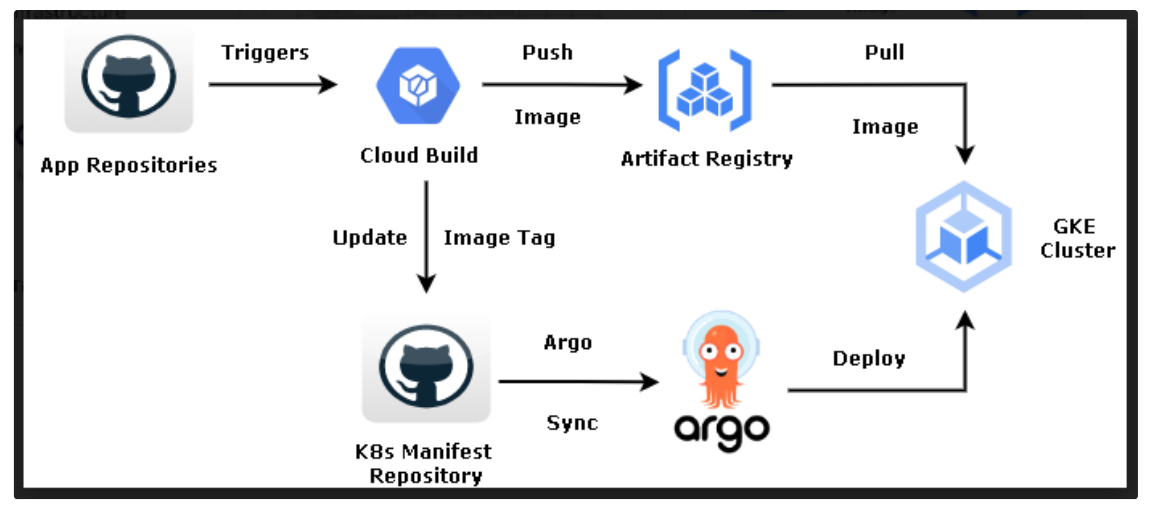 Triggers
Push
Pull
Image
Image
App Repositories
Cloud Build
Artifact Registry
GKE
Cluster
Update
Image Tag
Argo
Deploy
Sync
argo
K8s Manifest
Repository